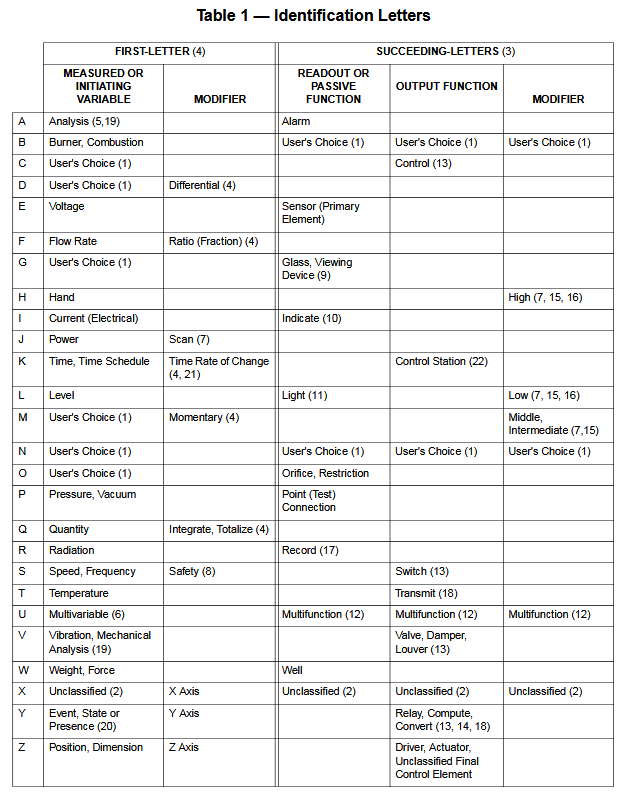 Table 1 — Identification Letters
FIRST-LETTER (4) SUCCEEDING-LETTERS (3)
MEASURED OR INITIATING VARIABLE MODIFIER READOUT OR PASSIVE FUNCTION OUTPUT FUNCTION MODIFIER
A Analysis (5,19) Alarm
B Burner, Combustion User's Choice (1) User's Choice (1) User's Choice (1)
C User's Choice (1) Control (13)
D User's Choice (1) Differential (4)
E Voltage Sensor (Primary Element)
F Flow Rate Ratio (Fraction) (4)
G User's Choice (1) Glass, Viewing Device (9)
H Hand High (7, 15, 16)
I Current (Electrical) Indicate (10)
J Power Scan (7)
K Time, Time Schedule Time Rate of Change (4, 21) Control Station (22)
L Level Light (11) Low (7, 15, 16)
M User's Choice (1) Momentary (4) Middle, Intermediate (7,15)
N User's Choice (1) User's Choice (1) User's Choice (1) User's Choice (1)
O User's Choice (1) Orifice, Restriction
P Pressure, Vacuum Point (Test) Connection
Q Quantity Integrate, Totalize (4)
R Radiation Record (17)
S Speed, Frequency Safety (8) Switch (13)
T Temperature Transmit (18)
U Multivariable (6) Multifunction (12) Multifunction (12) Multifunction (12)
V Vibration, Mechanical Analysis (19) Valve, Damper, Louver (13)
W Weight, Force Well
X Unclassified (2) X Axis Unclassified (2) Unclassified (2) Unclassified (2)
Y Event, State or Presence (20) Y Axis Relay, Compute, Convert (13, 14, 18)
Z Position, Dimension Z Axis Driver, Actuator, Unclassified Final Control Element